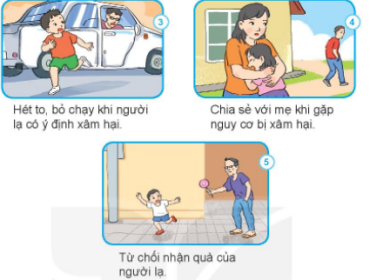 3
4
Hét to, bỏ chạy khi người
lạ có ý định xâm hại.
Chia sẻ với mẹ khi gặp
nguy cơ bị xâm hại.
5
Từ chối nhận quà của
người lạ.